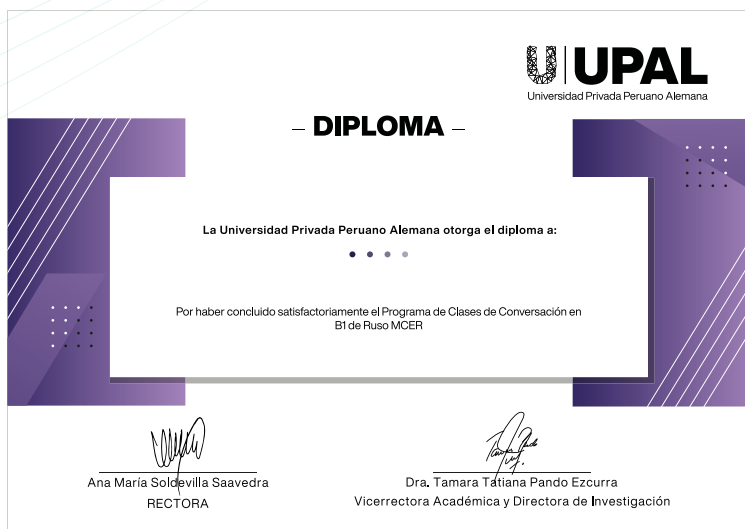 UPAL
Universidad Privada Peruano Alemana
– DIPLOMA –
La Universidad Privada Peruano Alemana otorga el diploma a:
Por haber concluido satisfactoriamente el Programa de Clases de Conversación en
B1 de Ruso MCER
Ana María Soldevilla Saavedra
RECTORA
Dra. Tamara Tatiana Pando Ezcurra
Vicerrectora Académica y Directora de Investigación